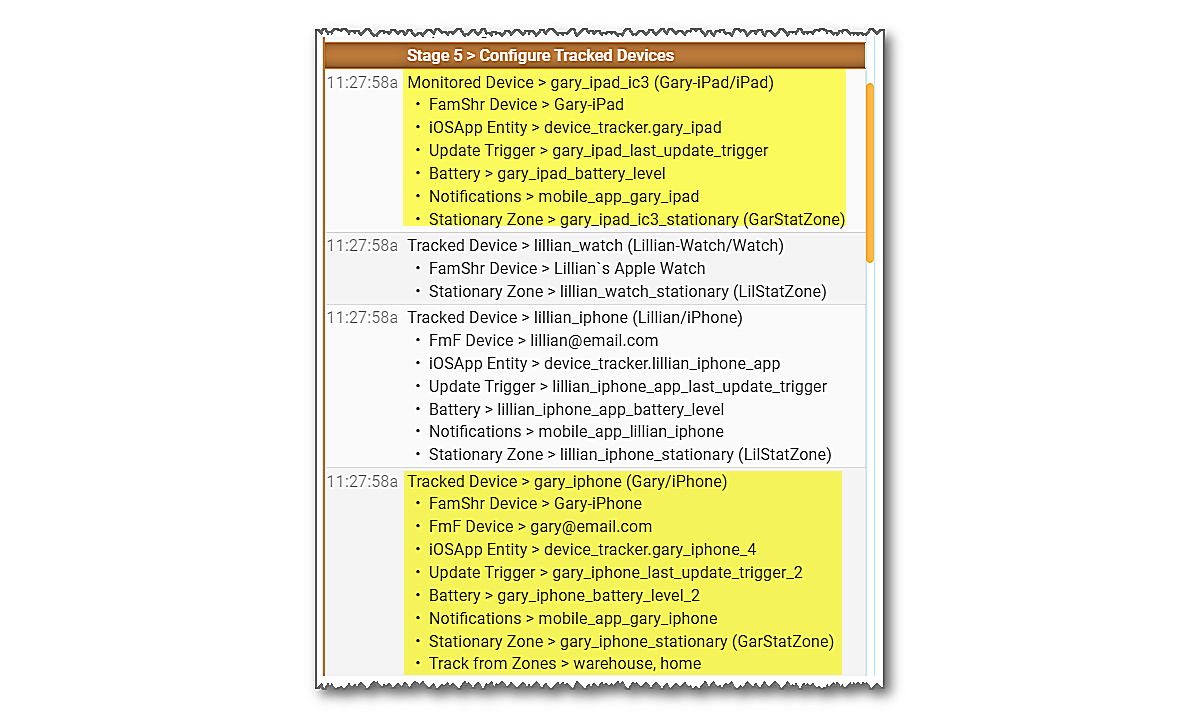 Stage 5 > Configure Tracked Devices
11:27:58a Monitored Device > gary_ipad_ic3 (Gary-iPad/iPad)
• FamShr Device > Gary-iPad
• iOSApp Entity > device_tracker.gary_ipad
• Update Trigger > gary_ipad_last_update_trigger
• Battery > gary_ipad_battery_level
• Notifications > mobile_app_gary_ipad
• Stationary Zone > gary_ipad_ic3_stationary (GarStatZone)
11:27:58a Tracked Device > lillian_watch (Lillian-Watch/Watch)
• FamShr Device > Lillian`s Apple Watch
• Stationary Zone > lillian_watch_stationary (LilStatZone)
11:27:58a Tracked Device > lillian_iphone (Lillian/iPhone)
• FmF Device > lillian@email.com
• iOSApp Entity > device_tracker.lillian_iphone_app
• Update Trigger > lillian_iphone_app_last_update_trigger
• Battery > lillian_iphone_app_battery_level
• Notifications > mobile_app_lillian_iphone
• Stationary Zone > lillian_iphone_stationary (LilStatZone)
11:27:58a Tracked Device > gary_iphone (Gary/iPhone)
• FamShr Device > Gary-iPhone
• FmF Device > gary@email.com
• iOSApp Entity > device_tracker.gary_iphone_4
• Update Trigger > gary_iphone_last_update_trigger_2
• Battery > gary_iphone_battery_level_2
• Notifications > mobile_app_gary_iphone
• Stationary Zone > gary_iphone_stationary (GarStatZone)
• Track from Zones > warehouse, home